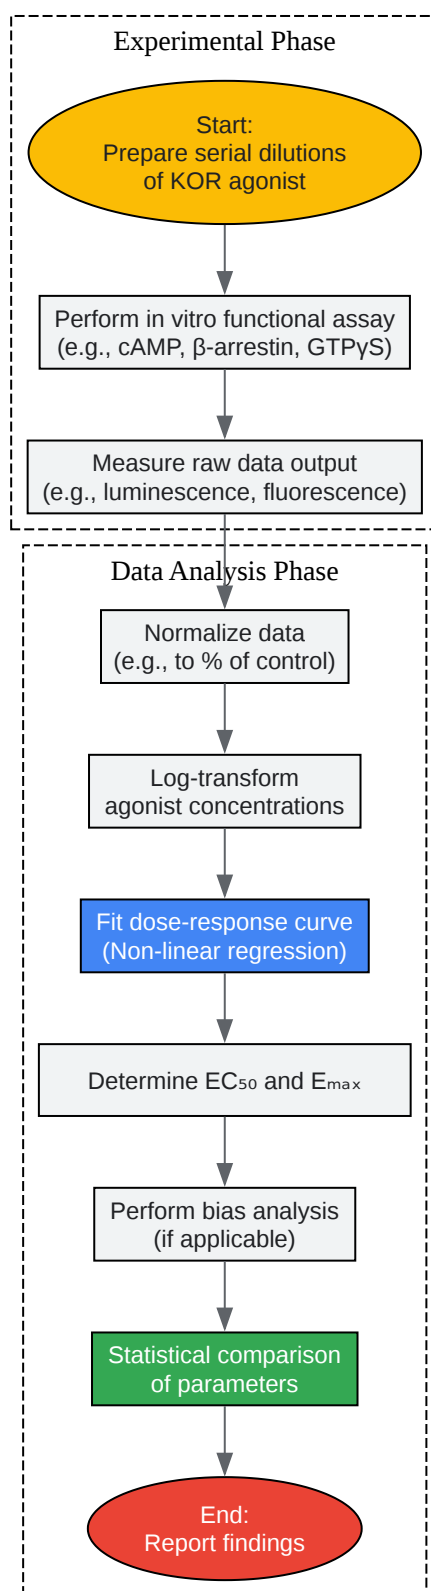 Experimental Phase
Start:
Prepare serial dilutions
of KOR agonist
Perform in vitro functional assay
(e.g., cAMP, β-arrestin, GTPγS)
Measure raw data output
(e.g., luminescence, fluorescence)
Data Analysis Phase
Normalize data
(e.g., to % of control)
Log-transform
agonist concentrations
Fit dose-response curve
(Non-linear regression)
Determine EC₅₀ and Eₘₐₓ
Perform bias analysis
(if applicable)
Statistical comparison
of parameters
End:
Report findings